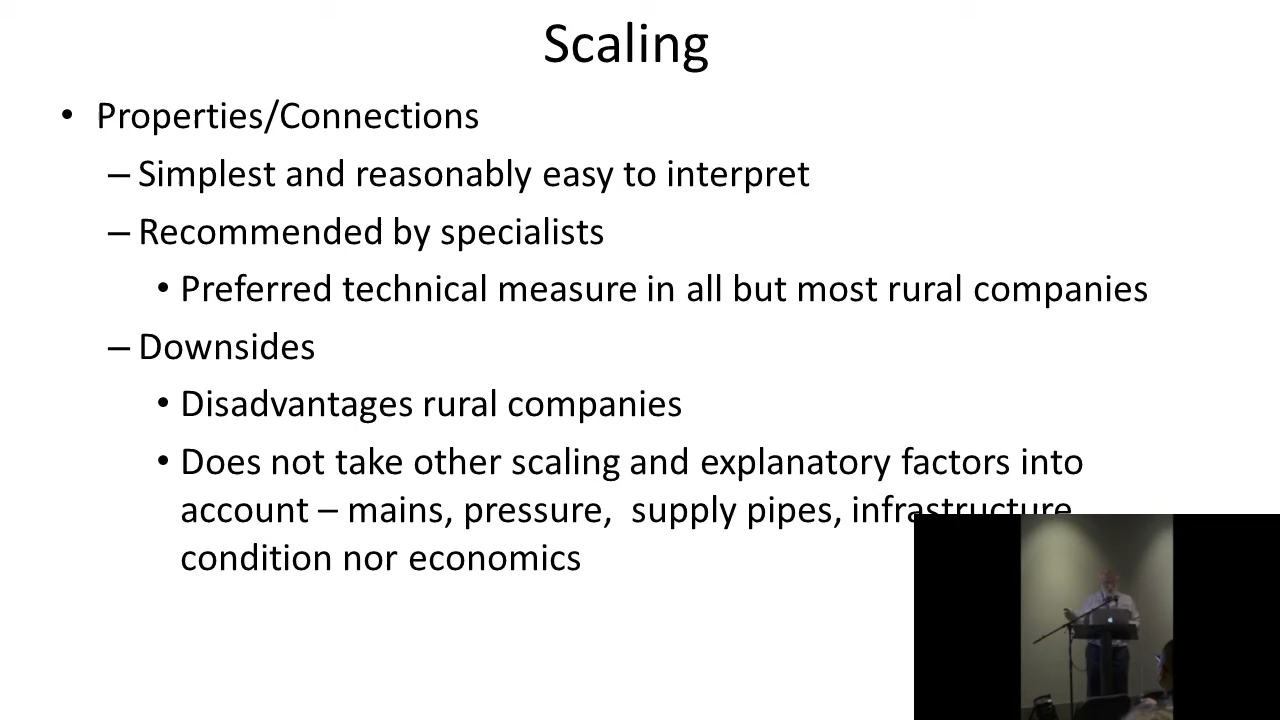 Scaling
• Properties/Connections
– Simplest and reasonably easy to interpret
– Recommended by specialists
• Preferred technical measure in all but most rural companies
– Downsides
• Disadvantages rural companies
• Does not take other scaling and explanatory factors into
account – mains, pressure, supply pipes, infrastructure
condition nor economics